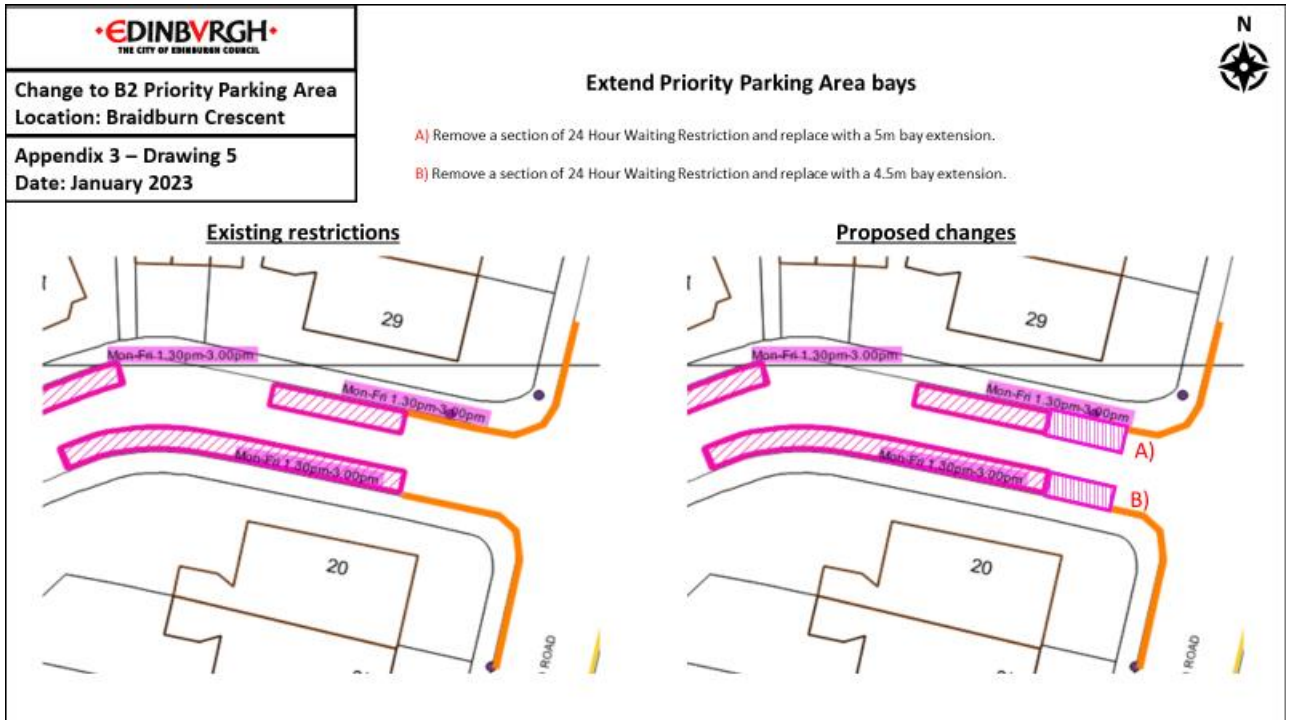 EDINBVRGH
THE CITY OF EDINBURGH COUNCIL
Change to B2 Priority Parking Area
Location: Braidburn Crescent
Appendix 3 – Drawing 5
Date: January 2023
N
Extend Priority Parking Area bays
A) Remove a section of 24 Hour Waiting Restriction and replace with a 5m bay extension.
B) Remove a section of 24 Hour Waiting Restriction and replace with a 4.5m bay extension.
Existing restrictions
29
Mon-Fri 1.30pm-3.00pm
Mon-Fri 1.30pm-3.00pm
Mon-Fri 1.30pm-3.00pm
20
ROAD
Proposed changes
29
Mon-Fri 1.30pm-3.00pm
Mon-Fri 1.30pm-3.00pm
A)
Mon-Fri 1.30pm-3.00pm
B)
20
ROAD